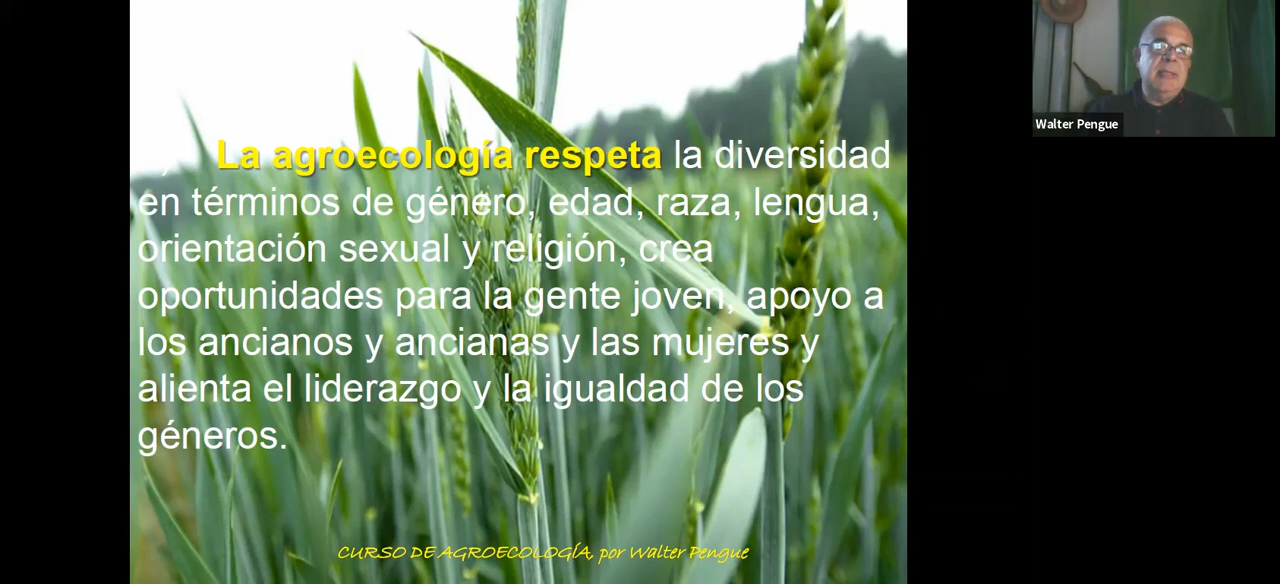 La agroecología respeta la diversidad
en términos de género, edad, raza, lengua,
orientación sexual y religión, crea
oportunidades para la gente joven, apoyo a
los ancianos y ancianas y las mujeres y
alienta el liderazgo y la igualdad de los
géneros.
CURSO DE AGROECOLOGÍA, por Walter Pengue
Walter Pengue